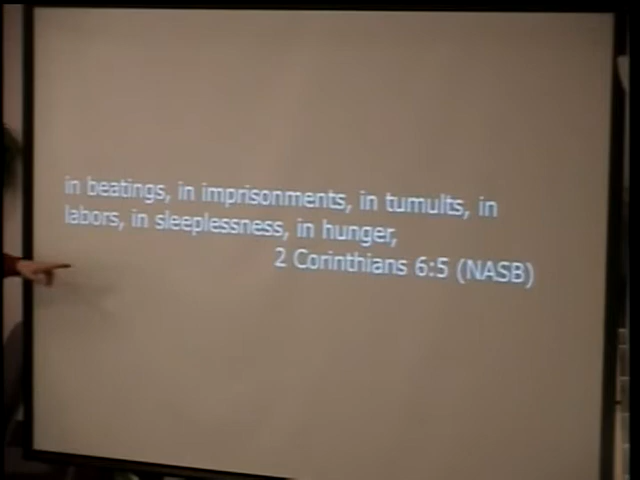 in beatings, in imprisonments, in tumults, in
labors, in sleeplessness, in hunger,
2 Corinthians 6:5 (NASB)